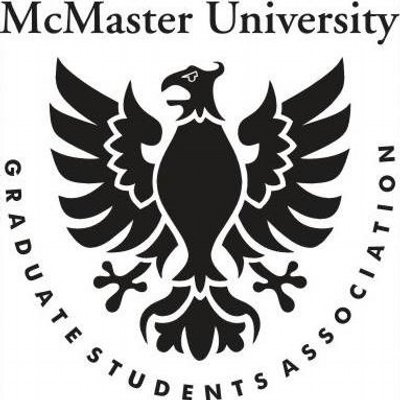 McMaster University
GRADUATE STUDENTS ASSOCIATION